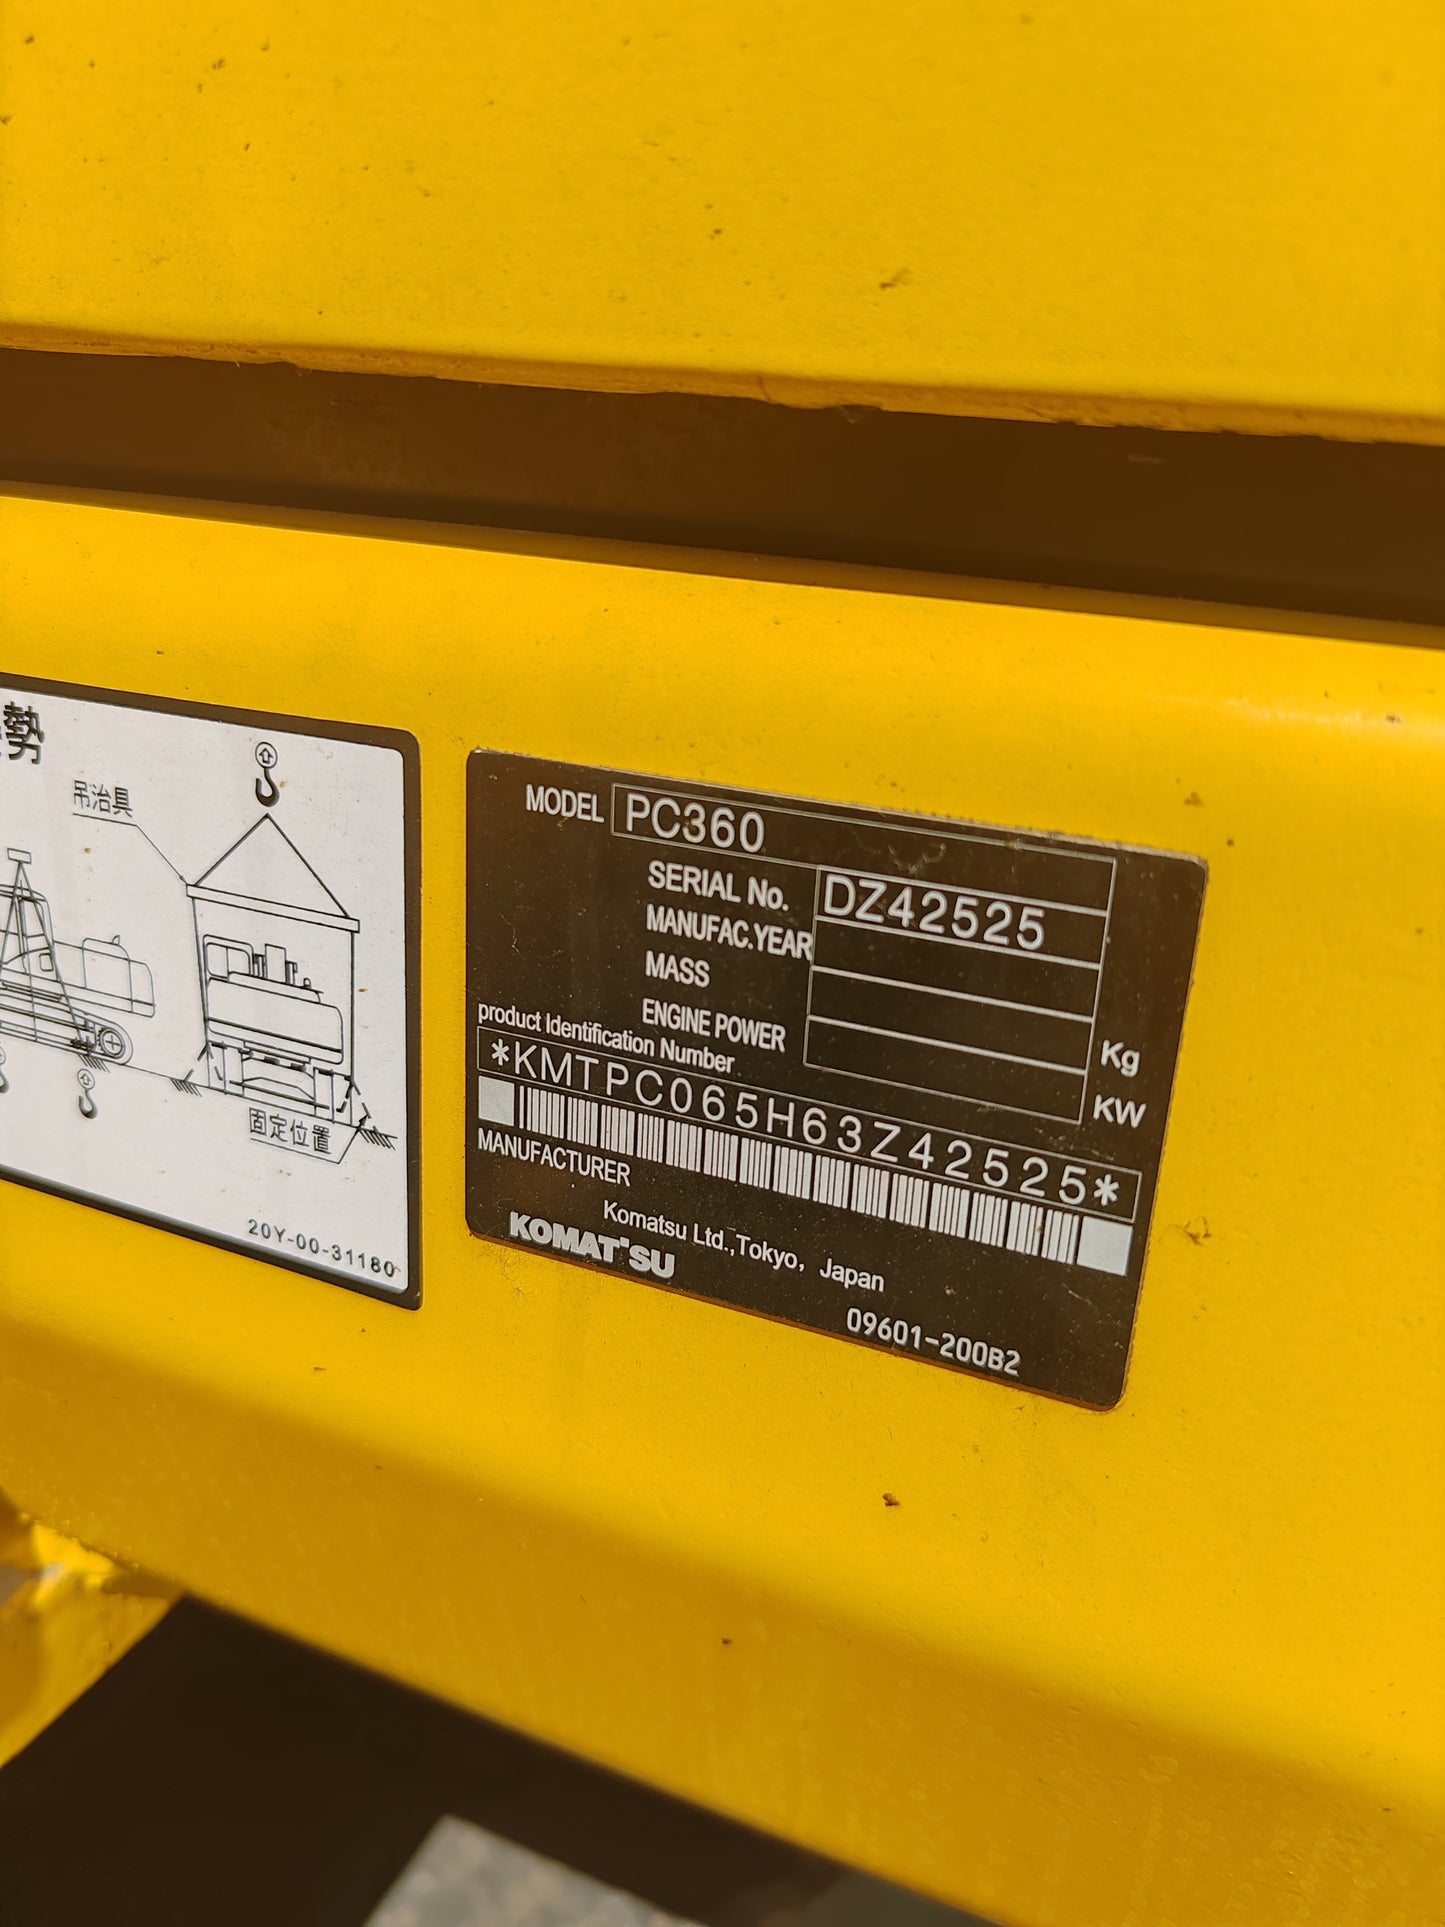 勢
吊治具
固定位置
20Y-00-31180
MODEL PC360
SERIAL No. DZ42525
MANUFAC.YEAR
MASS Kg
ENGINE POWER KW
product Identification Number
*KMTPC065H63Z42525*
MANUFACTURER
Komatsu Ltd.,Tokyo, Japan
KOMATSU
09601-200B2